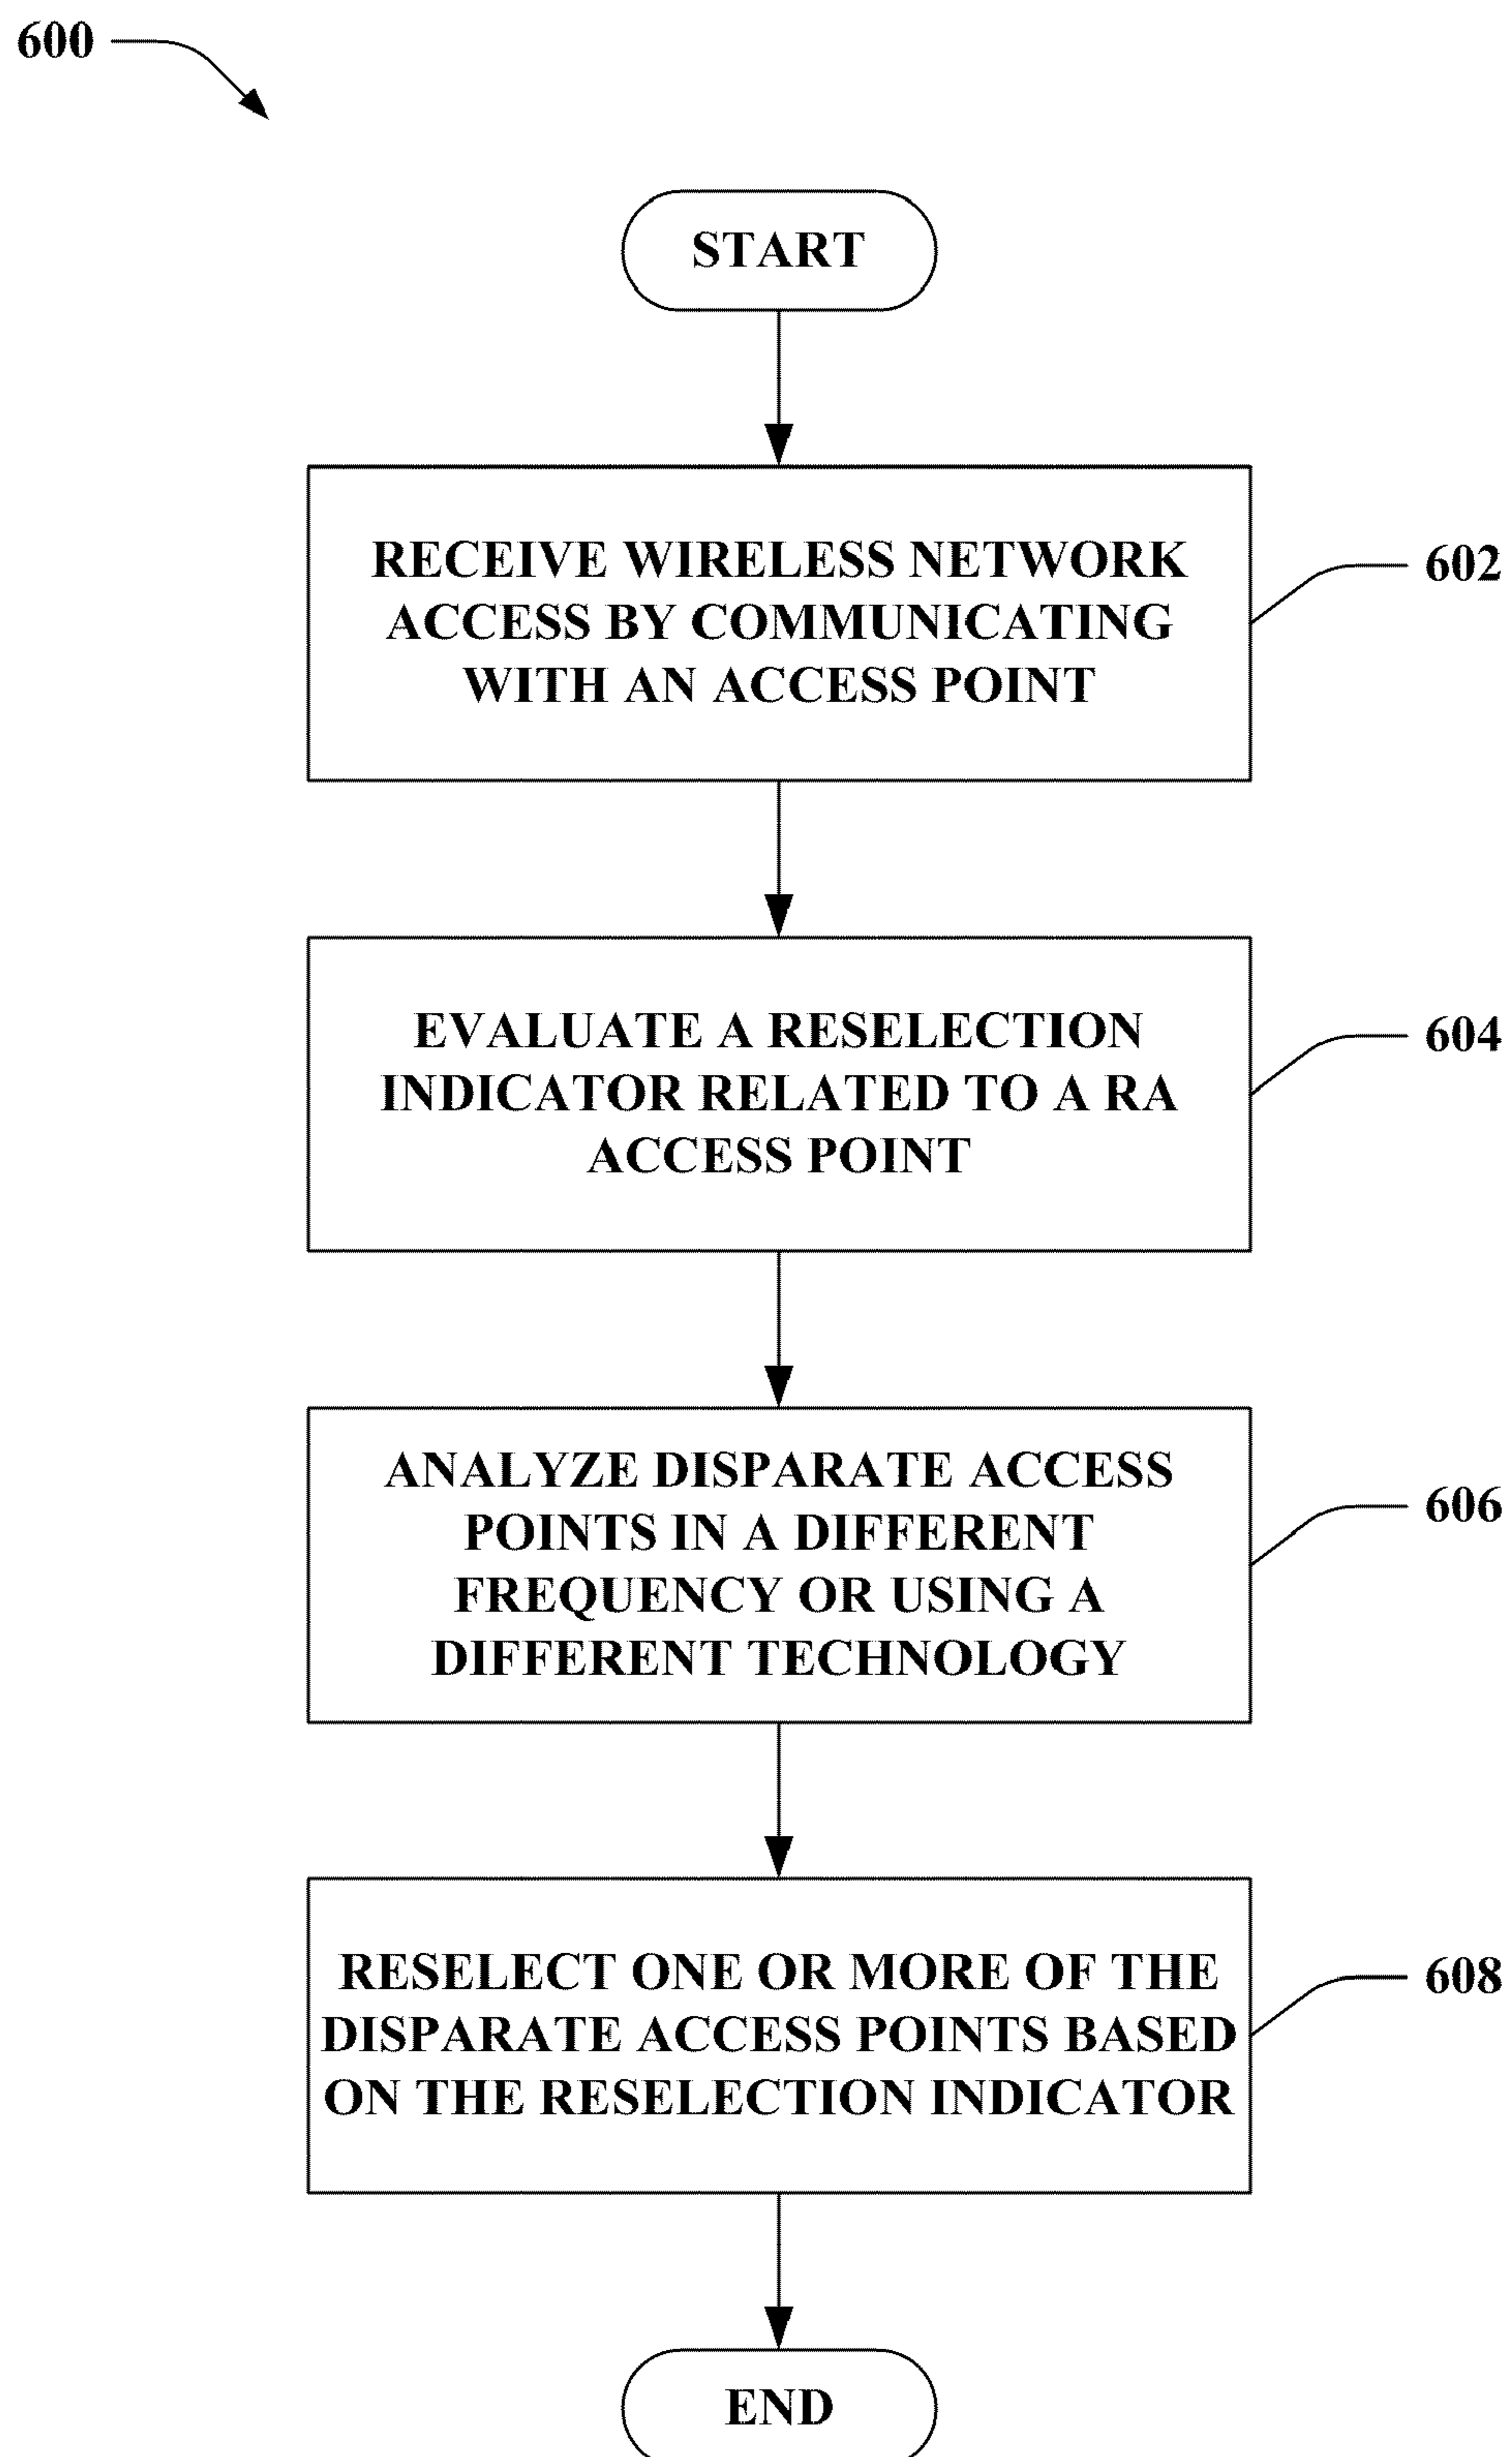 600
START
RECEIVE WIRELESS NETWORK
ACCESS BY COMMUNICATING
WITH AN ACCESS POINT
602
EVALUATE A RESELECTION
INDICATOR RELATED TO A RA
ACCESS POINT
604
ANALYZE DISPARATE ACCESS
POINTS IN A DIFFERENT
FREQUENCY OR USING A
DIFFERENT TECHNOLOGY
606
RESELECT ONE OR MORE OF THE
DISPARATE ACCESS POINTS BASED
ON THE RESELECTION INDICATOR
608
END